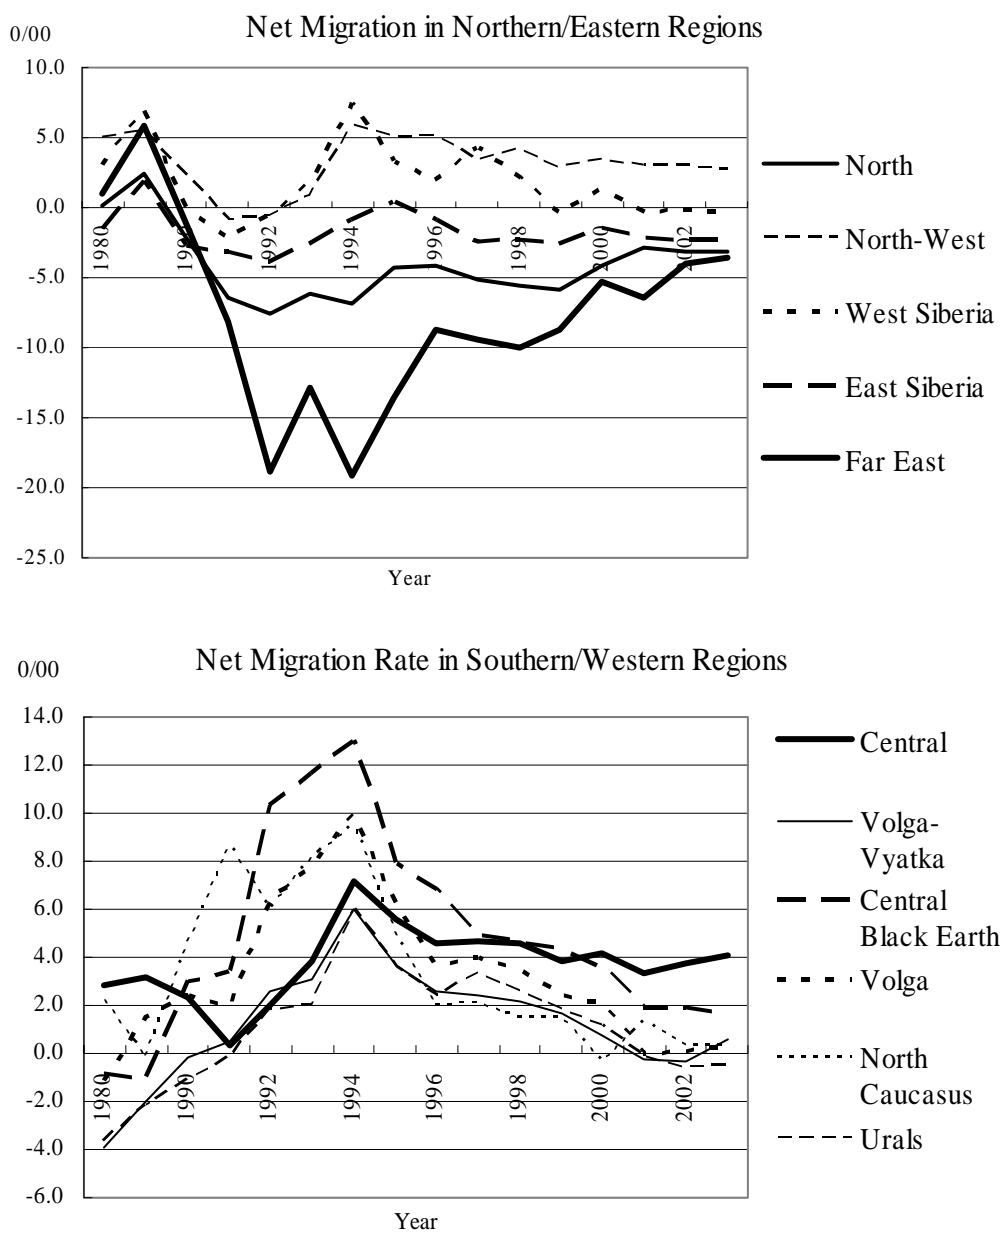 Net Migration in Northern/Eastern Regions
0/00
10.0
5.0
0.0
-5.0
-10.0
-15.0
-20.0
-25.0
1980
1990
1992
1994
1996
1998
2000
2002
Year
North
North-West
West Siberia
East Siberia
Far East
Net Migration Rate in Southern/Western Regions
0/00
14.0
12.0
10.0
8.0
6.0
4.0
2.0
0.0
-2.0
-4.0
-6.0
1980
1990
1992
1994
1996
1998
2000
2002
Year
Central
Volga-
Vyatka
Central
Black Earth
Volga
North
Caucasus
Urals